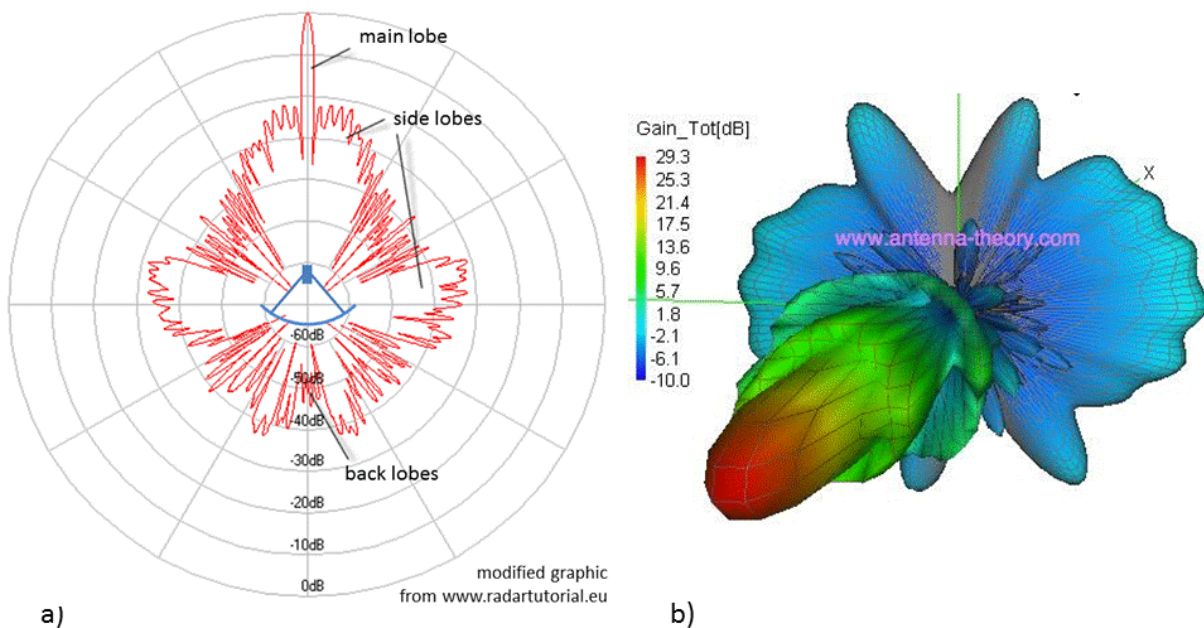 main lobe
side lobes
-60dB
-50dB
-40dB
back lobes
-30dB
-20dB
-10dB
0dB
modified graphic
from www.radartutorial.eu
a)
Gain_Tot[dB]
29.3
25.3
21.4
17.5
13.6
9.6
5.7
1.8
-2.1
-6.1
-10.0
X
www.antenna-theory.com
b)